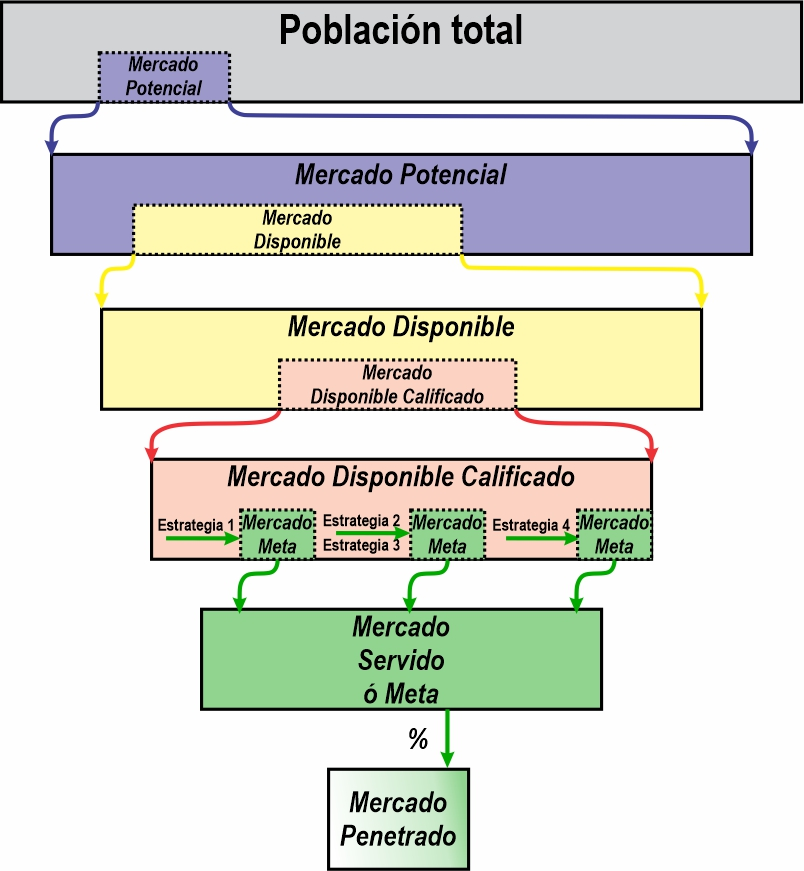 Población total
Mercado
Potencial
Mercado Potencial
Mercado
Disponible
Mercado Disponible
Mercado
Disponible Calificado
Mercado Disponible Calificado
Estrategia 1
Mercado
Meta
Estrategia 2
Estrategia 3
Mercado
Meta
Estrategia 4
Mercado
Meta
Mercado
Servido
ó Meta
%
Mercado
Penetrado